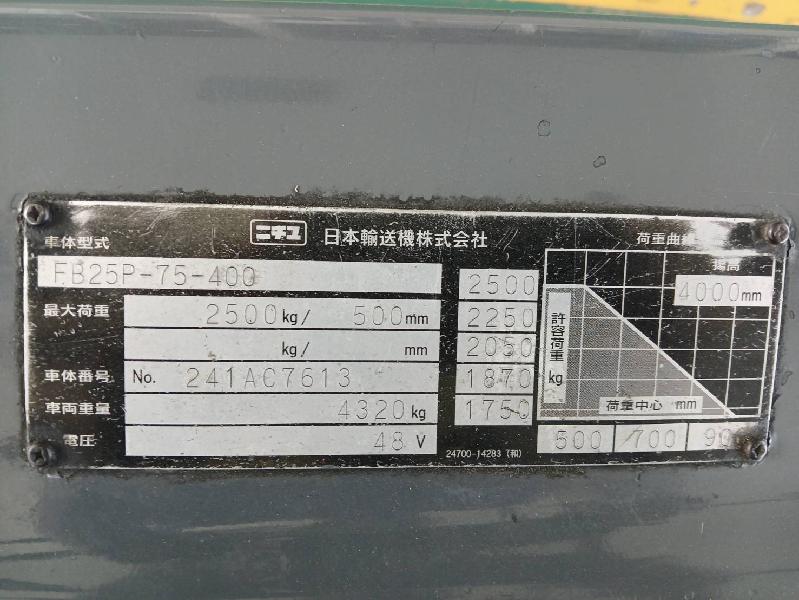 ニチユ 日本輸送機株式会社
車体型式 FB25P-75-400
最大荷重 2500kg/ 500mm
kg/ mm
車体番号 No. 241AC7613
車両重量 4320kg
電圧 48V
2500
2250
2050
1870
1750
24700-14283 (和)
荷重曲線
揚高
4000mm
許容荷重 kg
荷重中心 mm
500 700